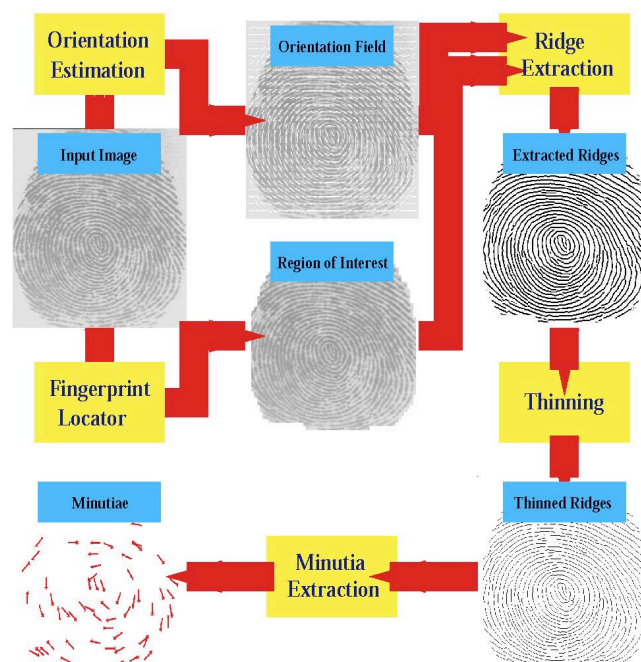 Orientation
Estimation
Orientation Field
Ridge
Extraction
Input Image
Extracted Ridges
Region of Interest
Fingerprint
Locator
Thinning
Minutiae
Thinned Ridges
Minutia
Extraction